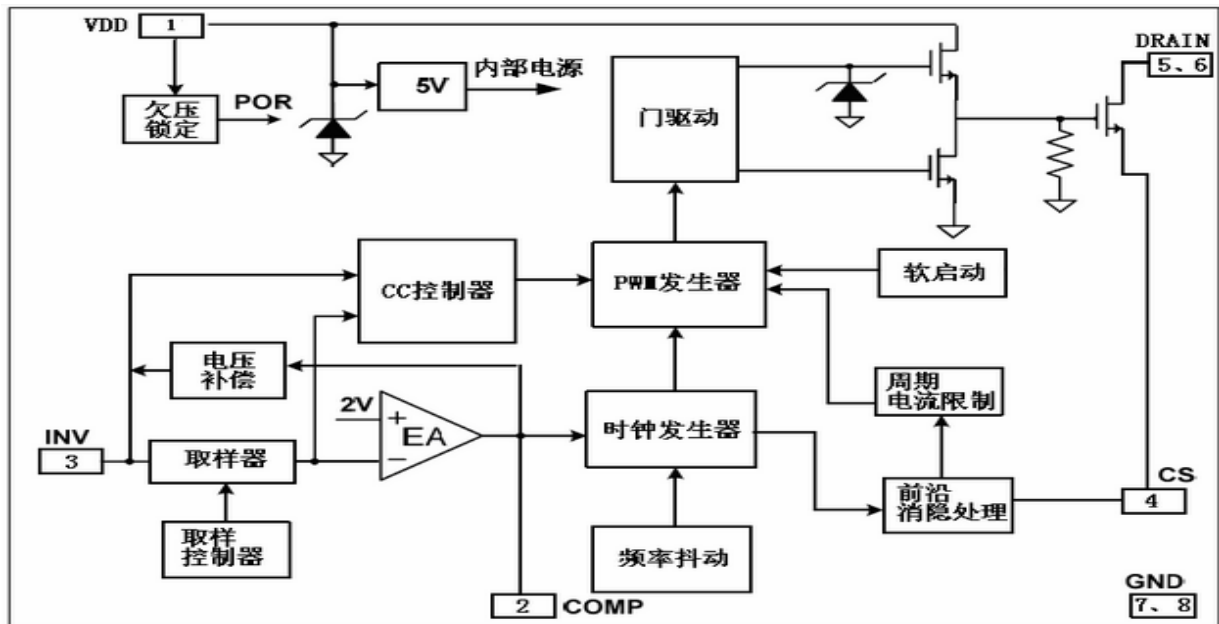 VDD
1
DRAIN
5、6
内部电源
5V
欠压
锁定
POR
门驱动
CC控制器
PWM发生器
软启动
电压
补偿
周期
电流限制
2V
+
EA
-
INV
3
取样器
时钟发生器
前沿
消隐处理
CS
4
取样
控制器
频率抖动
2
COMP
GND
7、8